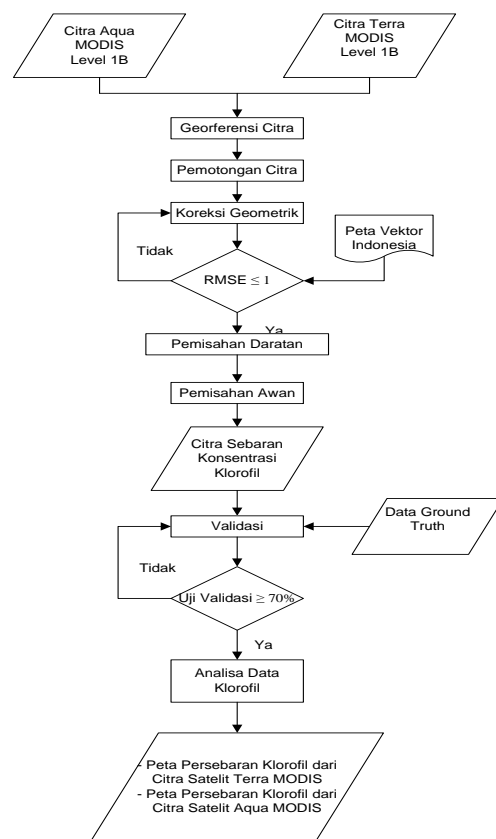 Citra Aqua
MODIS
Level 1B
Citra Terra
MODIS
Level 1B
Georferensi Citra
Pemotongan Citra
Koreksi Geometrik
Peta Vektor
Indonesia
Tidak
RMSE ≤ 1
Ya
Pemisahan Daratan
Pemisahan Awan
Citra Sebaran
Konsentrasi
Klorofil
Validasi
Data Ground
Truth
Tidak
Uji Validasi ≥ 70%
Ya
Analisa Data
Klorofil
- Peta Persebaran Klorofil dari
Citra Satelit Terra MODIS
- Peta Persebaran Klorofil dari
Citra Satelit Aqua MODIS